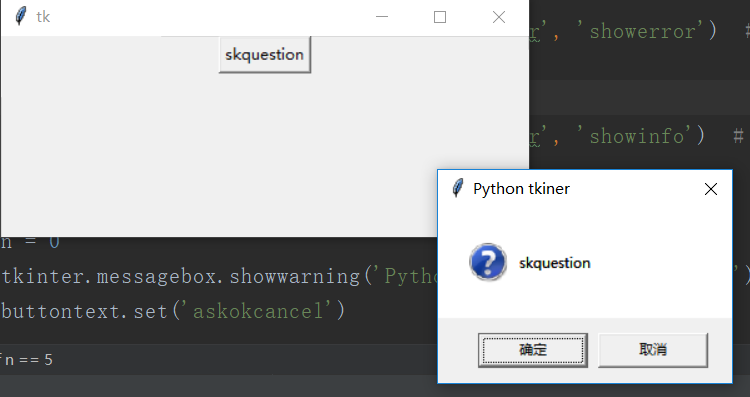 tk
', 'showerror') #
skquestion
', 'showinfo') #
Python tkiner
skquestion
n = 0
tkinter.messagebox.showwarning('Pytho
')
buttontext.set('askokcancel')
n == 5
确定
取消